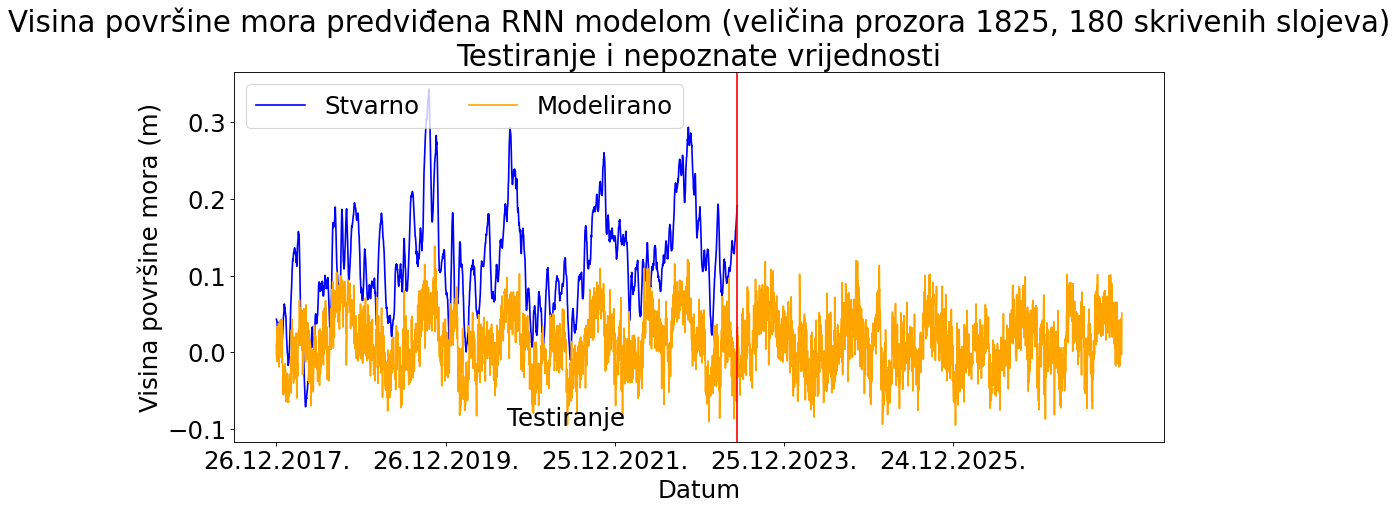 Visina površine mora predviđena RNN modelom (veličina prozora 1825, 180 skrivenih slojeva)
Testiranje i nepoznate vrijednosti
Stvarno Modelirano
Visina površine mora (m)
0.3
0.2
0.1
0.0
−0.1
Testiranje
26.12.2017. 26.12.2019. 25.12.2021. 25.12.2023. 24.12.2025.
Datum